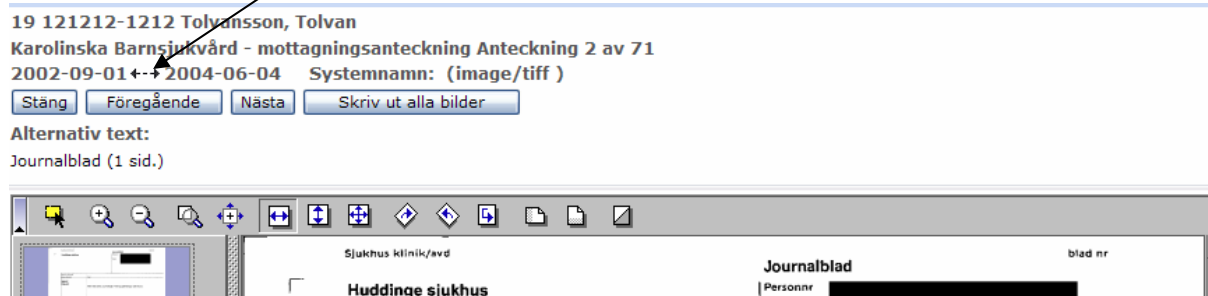 19 121212-1212 Tolvansson, Tolvan
Karolinska Barnsjukvård - mottagningsanteckning Anteckning 2 av 71
2002-09-01↔2004-06-04 Systemnamn: (image/tiff )
Stäng Föregående Nästa Skriv ut alla bilder
Alternativ text:
Journalblad (1 sid.)
Sjukhus klinik/avd
blad nr
Journalblad
Huddinge sjukhus
Personnr